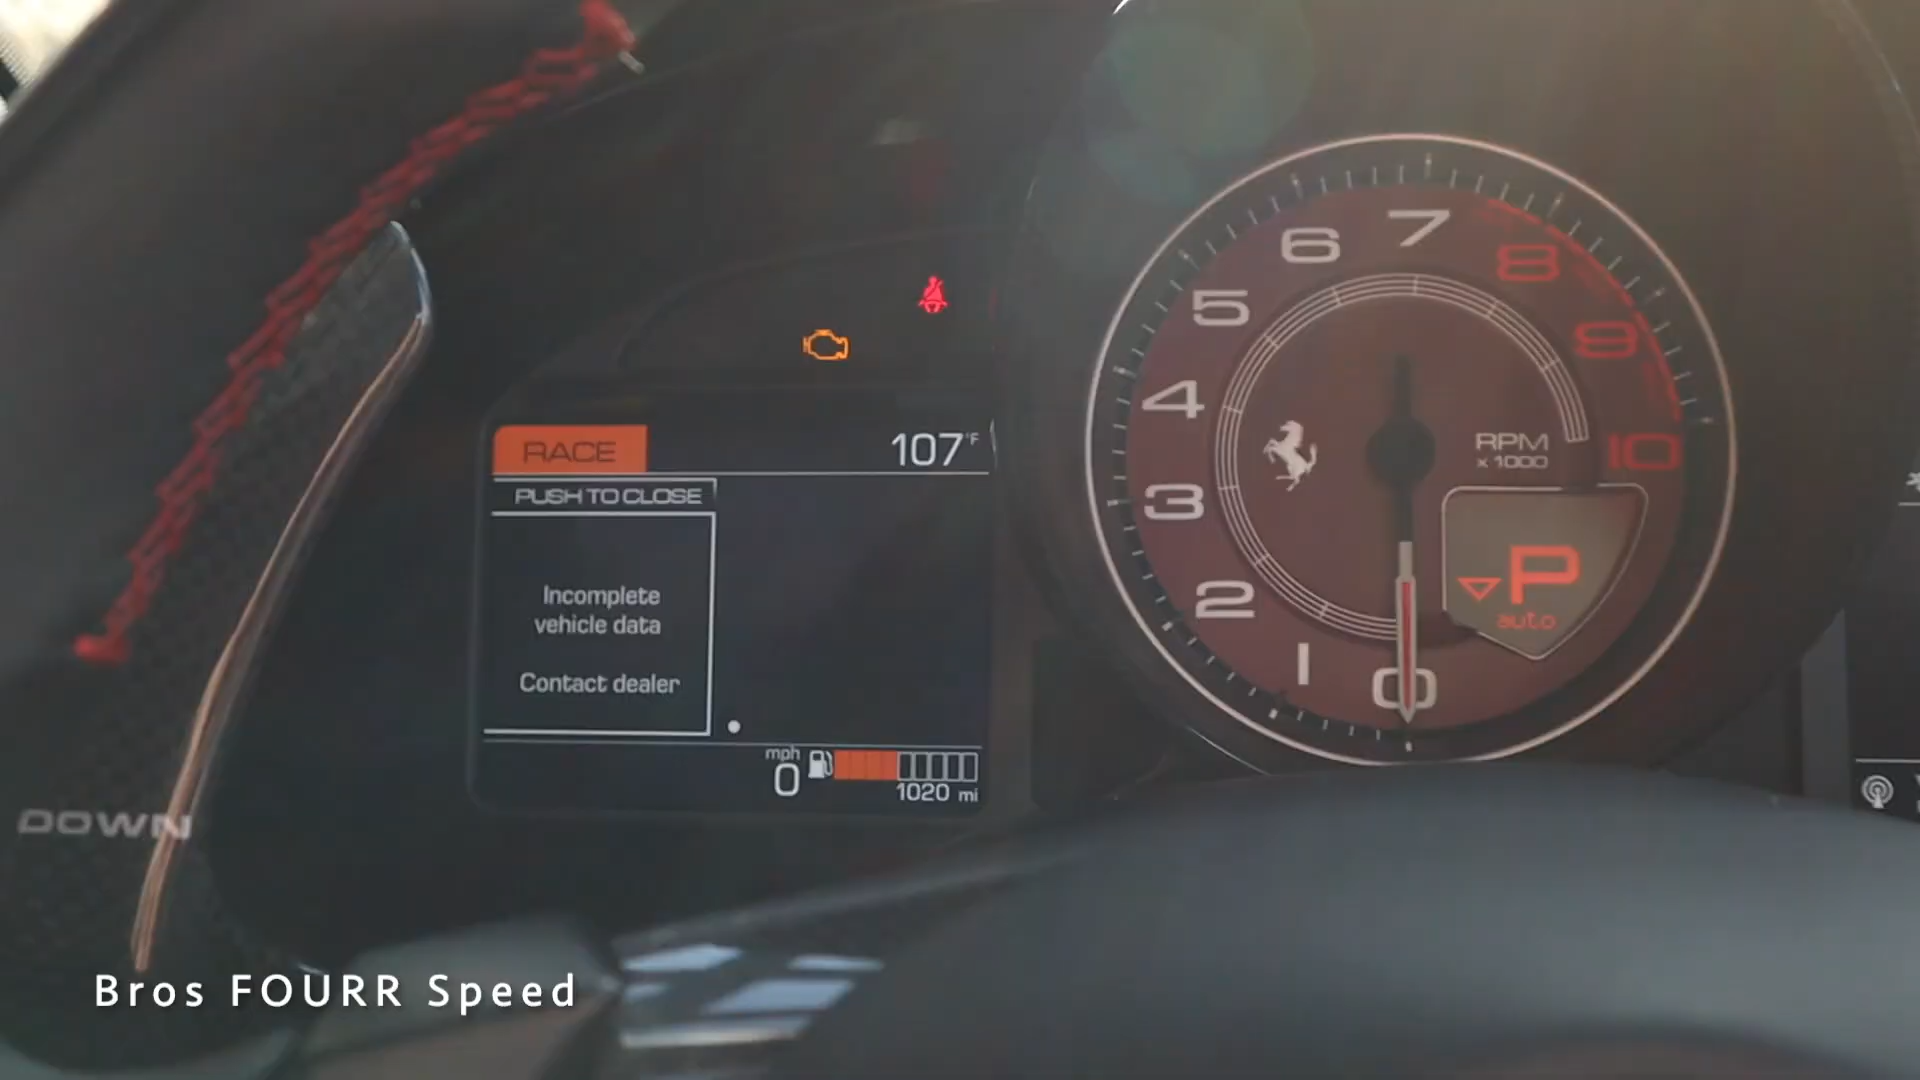 RACE
107°F
PUSH TO CLOSE
Incomplete
vehicle data
Contact dealer
mph
0
1020 mi
0
1
2
3
4
5
6
7
8
9
10
RPM
x 1000
P
auto
DOWN
Bros FOURR Speed